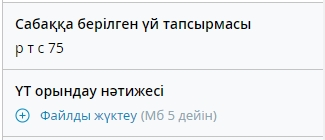 Сабаққа берілген үй тапсырмасы
р т с 75
ҮТ орындау нәтижесі
Файлды жүктеу (Мб 5 дейін)